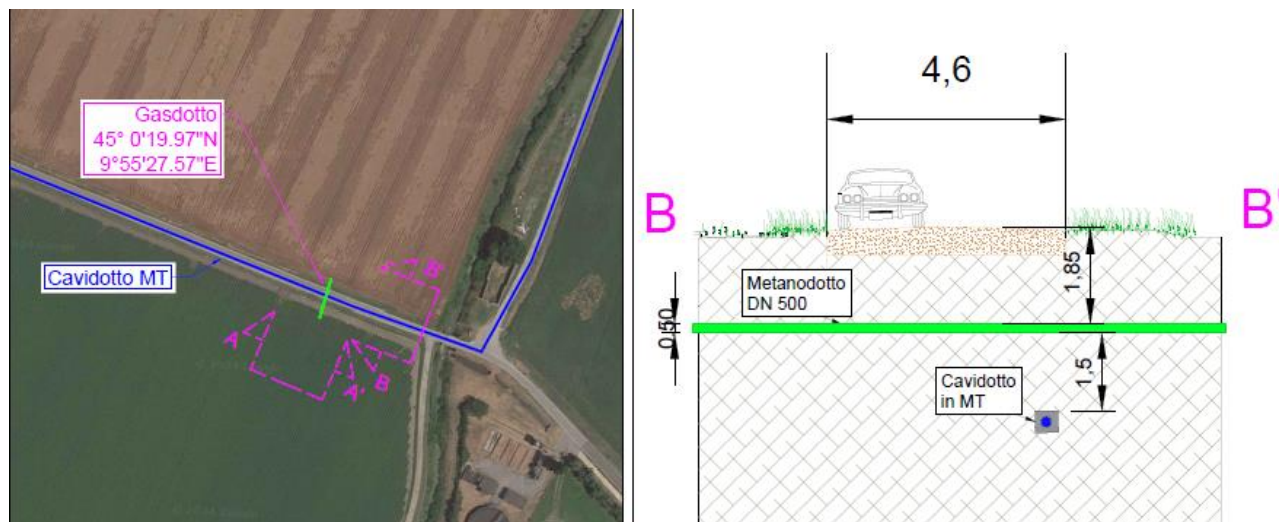 Gasdotto
45° 0'19.97"N
9°55'27.57"E
Cavidotto MT
B'
A
A'
B
4,6
B
B'
Metanodotto
DN 500
1,85
0,50
1,5
Cavidotto
in MT